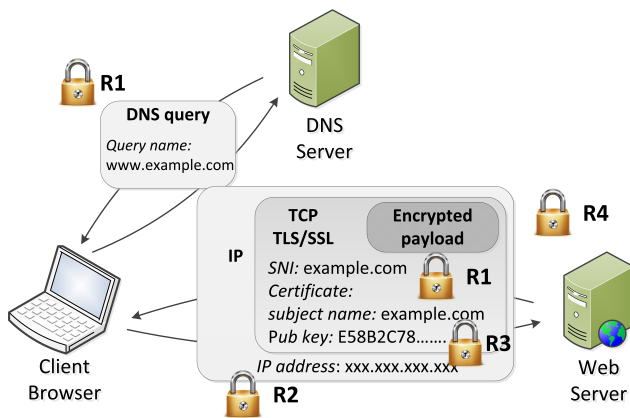 R1
DNS query
Query name:
www.example.com
DNS
Server
TCP
TLS/SSL
Encrypted
payload
IP
SNI: example.com
R1
Certificate:
subject name: example.com
Pub key: E58B2C78.......
R3
IP address: xxx.xxx.xxx.xxx
R2
R4
Client
Browser
Web
Server